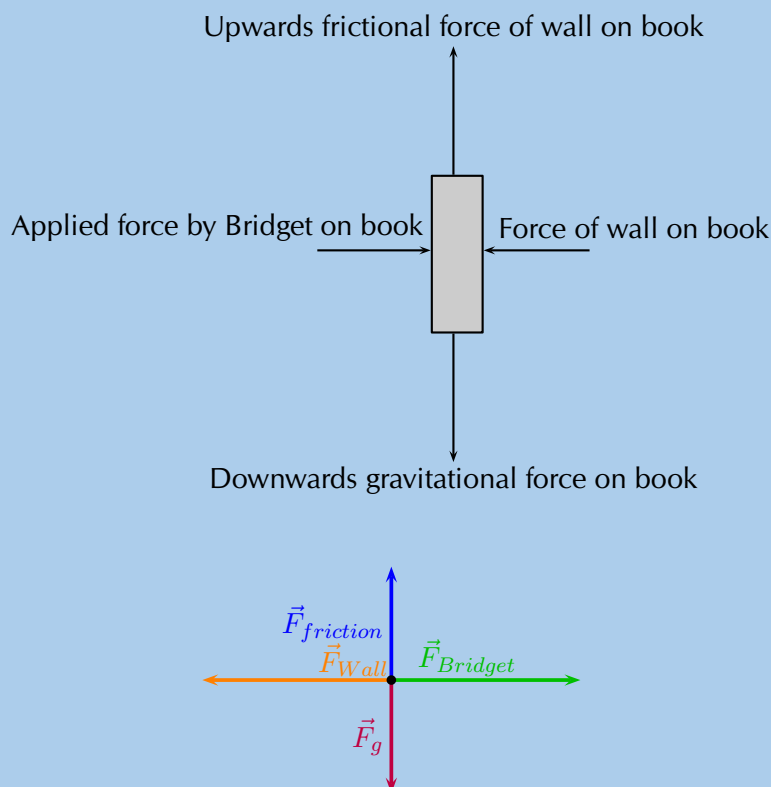 Upwards frictional force of wall on book
Applied force by Bridget on book
Force of wall on book
Downwards gravitational force on book
F⃗friction
F⃗Wall
F⃗Bridget
F⃗g